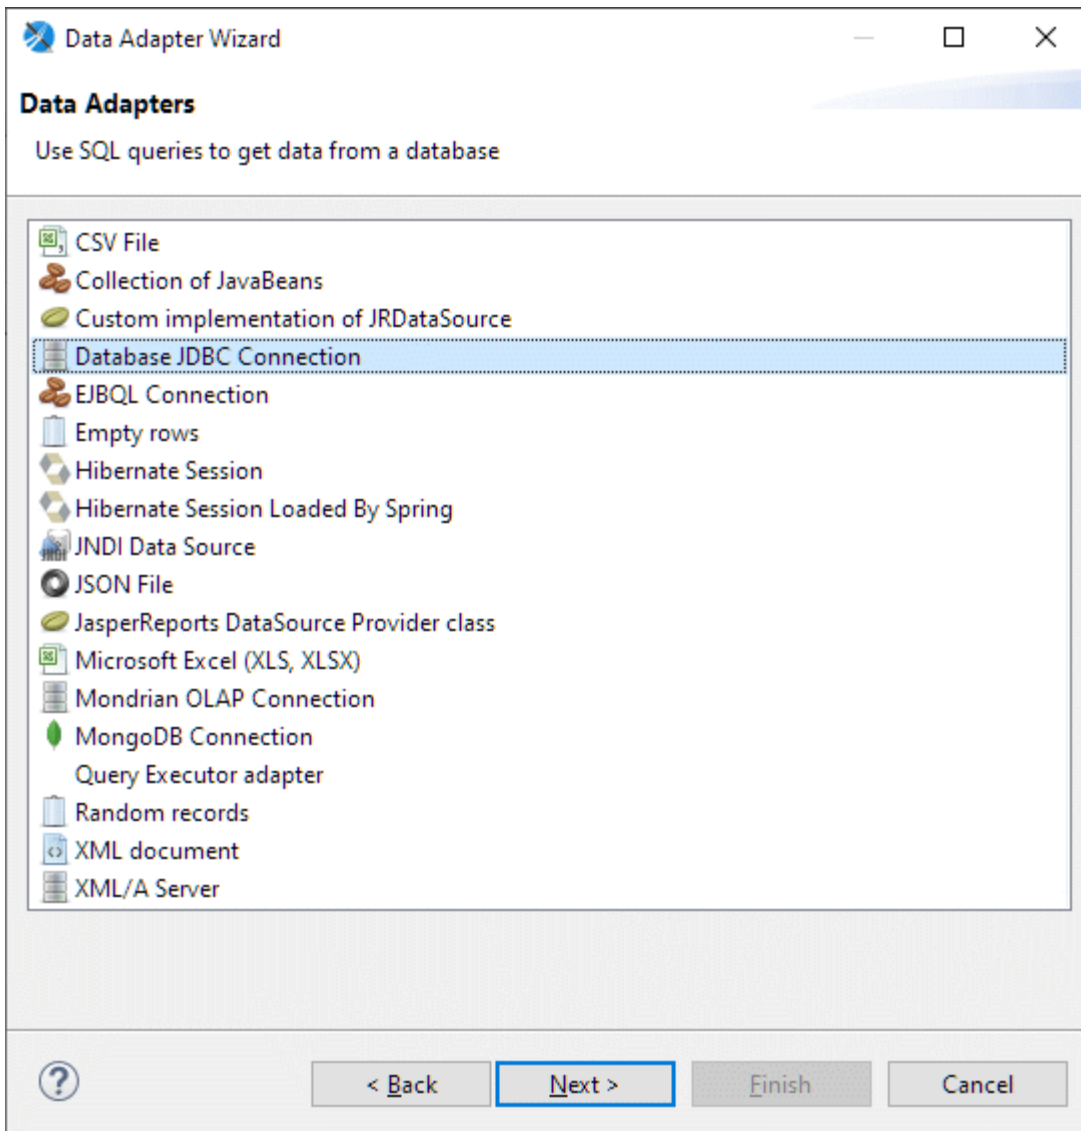 Data Adapter Wizard
Data Adapters
Use SQL queries to get data from a database
CSV File
Collection of JavaBeans
Custom implementation of JRDataSource
Database JDBC Connection
EJBQL Connection
Empty rows
Hibernate Session
Hibernate Session Loaded By Spring
JNDI Data Source
JSON File
JasperReports DataSource Provider class
Microsoft Excel (XLS, XLSX)
Mondrian OLAP Connection
MongoDB Connection
Query Executor adapter
Random records
XML document
XML/A Server
? < Back Next > Finish Cancel